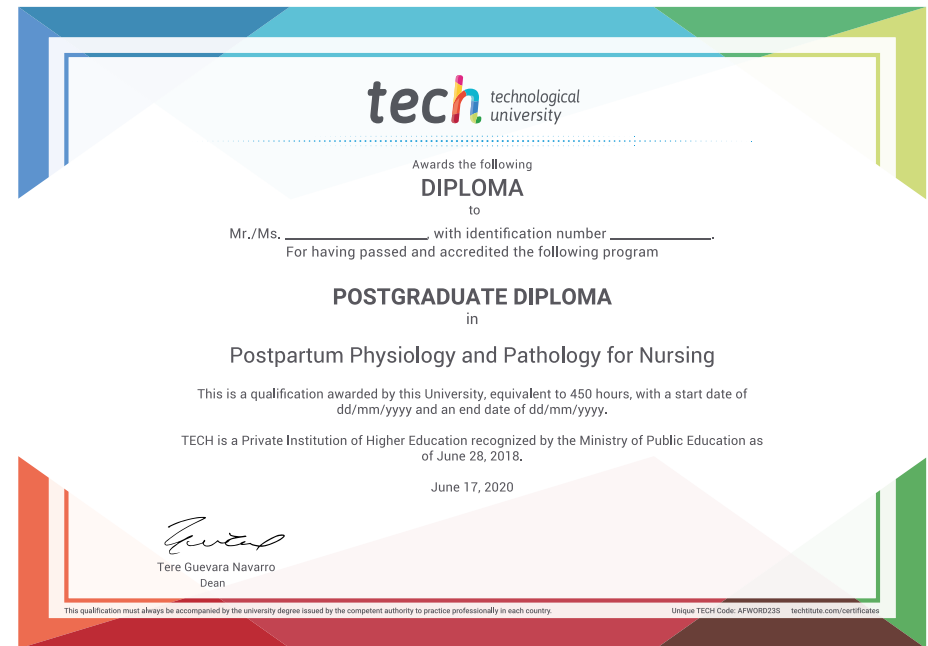 tech technological
university
Awards the following
DIPLOMA
to
Mr./Ms. ____________________, with identification number ______________.
For having passed and accredited the following program
POSTGRADUATE DIPLOMA
in
Postpartum Physiology and Pathology for Nursing
This is a qualification awarded by this University, equivalent to 450 hours, with a start date of
dd/mm/yyyy and an end date of dd/mm/yyyy.
TECH is a Private Institution of Higher Education recognized by the Ministry of Public Education as
of June 28, 2018.
June 17, 2020
Tere Guevara Navarro
Dean
This qualification must always be accompanied by the university degree issued by the competent authority to practice professionally in each country.
Unique TECH Code: AFWORD23S techtitute.com/certificates